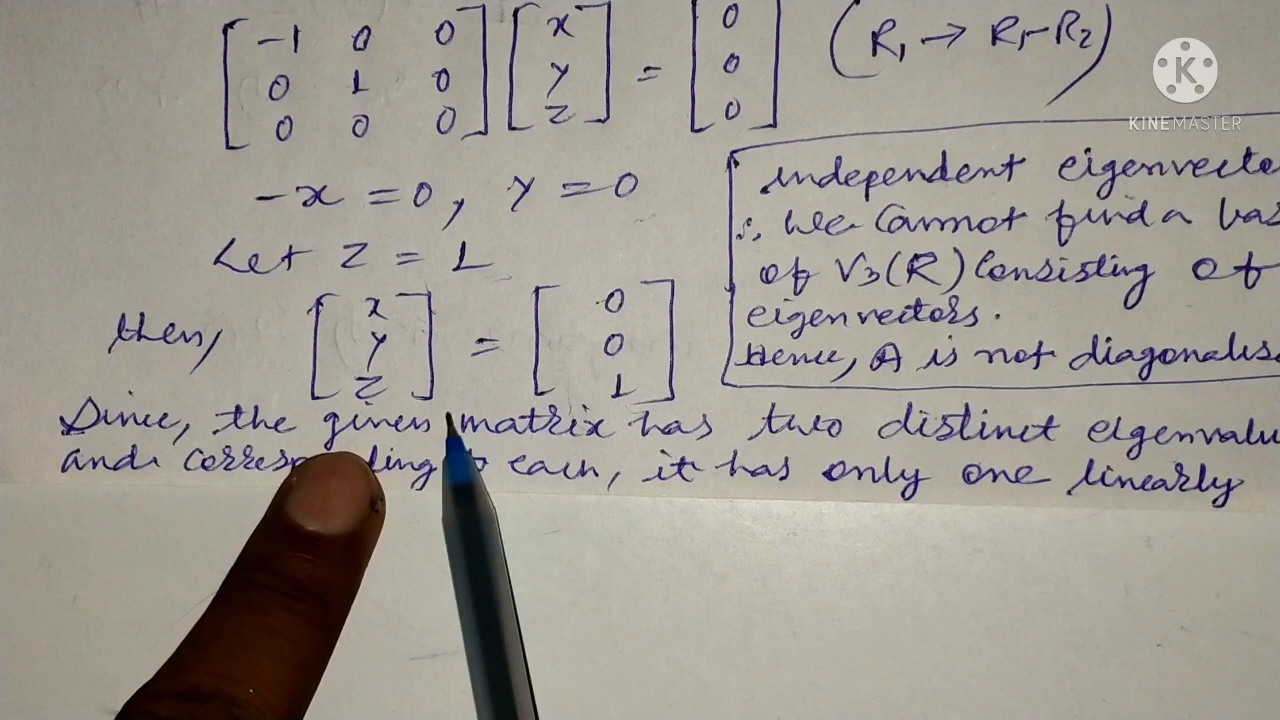 [-1 0 0] [x] = [0] (R₁ → R₁-R₂)
[0 1 0] [y] [0]
[0 0 0] [z] [0]
KINEMASTER
-x = 0, y = 0
Let z = 1
then, [x] = [0]
[y] [0]
[z] [1]
Since, the given matrix has two distinct eigenvalu
and corresponding to each, it has only one linearly
independent eigenvecto
s, we cannot find a bas
of V₃(R) consisting of
eigenvectors.
Hence, A is not diagonalis